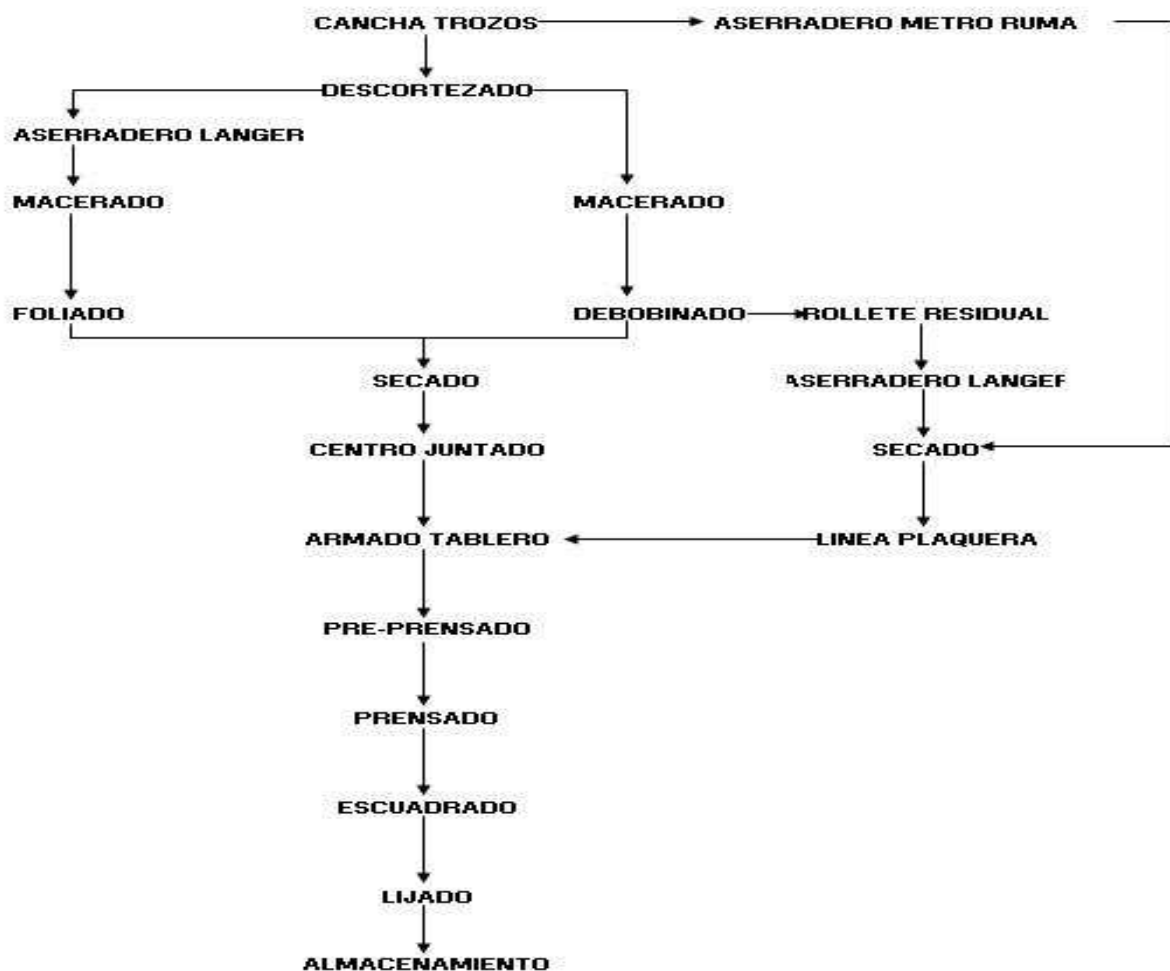 CANCHA TROZOS
ASERRADERO METRO RUMA
DESCORTEZADO
ASERRADERO LANGER
MACERADO
MACERADO
FOLIADO
DEBOBINADO
ROLLETE RESIDUAL
SECADO
ASERRADERO LANGER
CENTRO JUNTADO
SECADO
ARMADO TABLERO
LINEA PLAQUERA
PRE-PRENSADO
PRENSADO
ESCUADRADO
LIJADO
ALMACENAMIENTO